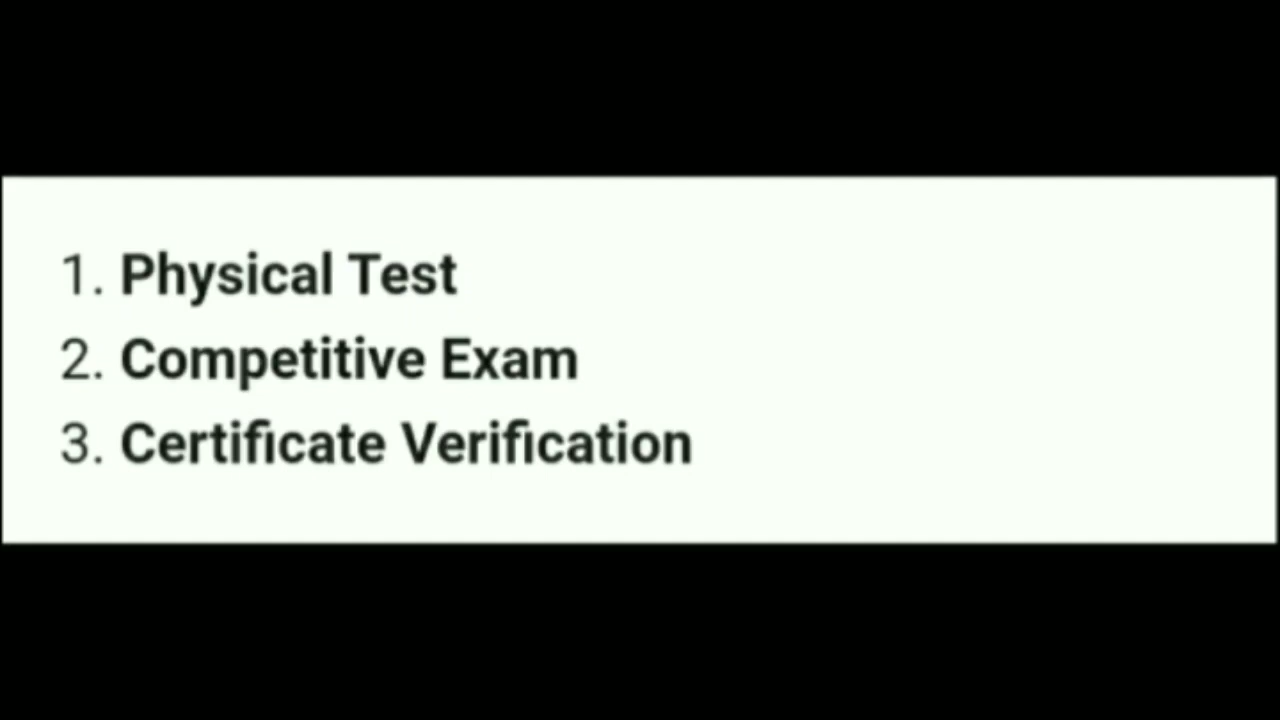 1. Physical Test
2. Competitive Exam
3. Certificate Verification